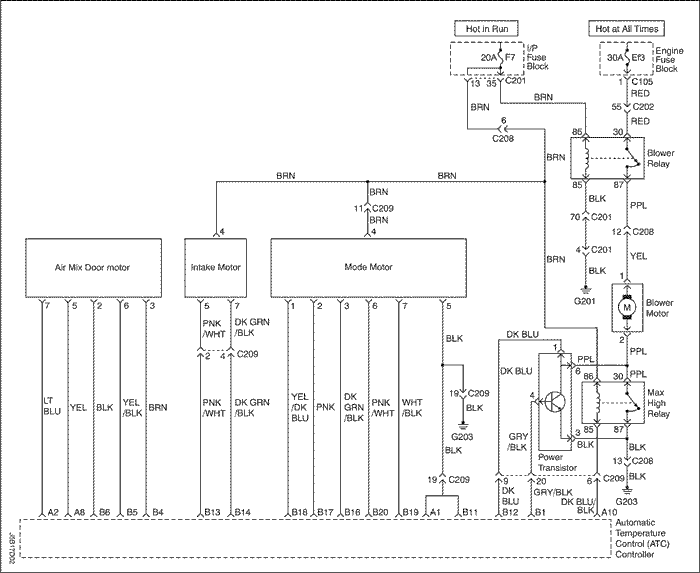 Hot in Run
Hot at All Times
20A F7
I/P
Fuse
Block
30A Ef3
Engine
Fuse
Block
13 35 C201
1 C105
RED
BRN
BRN
55 C202
RED
6
C208
86 30
BRN
Blower
Relay
85 87
BRN
BRN
BRN
11 C209
BRN
BLK
PPL
70 C201
12 C208
4
4
4 C201
YEL
BLK
Air Mix Door motor
Intake Motor
Mode Motor
BRN
G201
1
M
Blower
Motor
2
7 5 2 6 3
5 7
1 2 3 6 7 5
PNK
/WHT
DK GRN
/BLK
BLK
DK BLU
PPL
2 4 C209
1
PPL
6
DK BLU
86 30
PPL
LT
BLU
YEL
BLK
YEL
/BLK
BRN
PNK
/WHT
DK GRN
/BLK
YEL
/DK
BLU
PNK
DK
GRN
/BLK
PNK
/WHT
WHT
/BLK
19 C209
BLK
G203
4
Max
High
Relay
GRY
/BLK
3
BLK
85 87
BLK
BLK
Power
Transistor
13 C208
BLK
G203
19 C209
9 20 6 C209
DK
BLU
GRY/BLK
DK BLU/
BLK
A2 A8 B6 B5 B4 B13 B14 B18 B17 B16 B20 B19 A1 B11 B12 B1 A10
Automatic
Temperature
Control (ATC)
Controller
J5B17D02